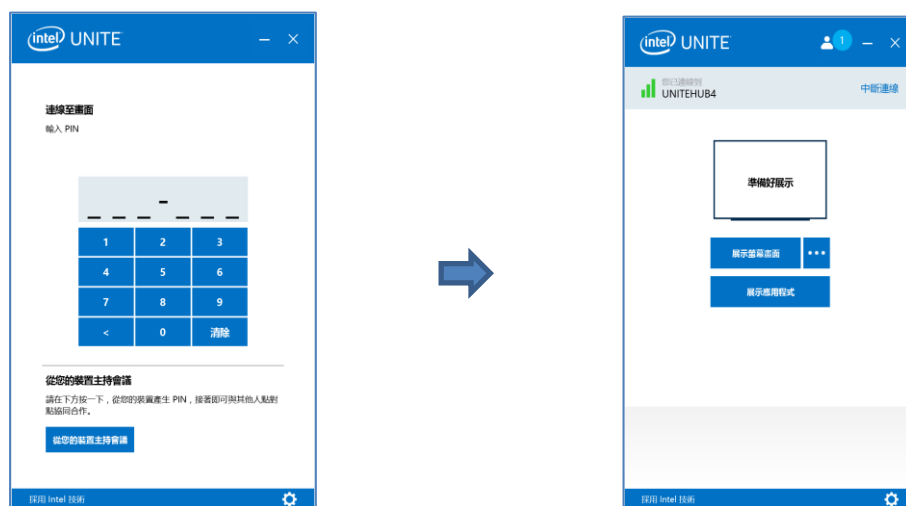 intel UNITE
連線至畫面
輸入 PIN
_ _ _ - _ _ _
1 2 3
4 5 6
7 8 9
< 0 清除
從您的裝置主持會議
請在下方按一下，從您的裝置產生 PIN，接著即可與其他人點對
點協同合作。
從您的裝置主持會議
採用 Intel 技術
intel UNITE
1
您已連線到
UNITEHUB4
中斷連線
準備好展示
展示螢幕畫面
展示應用程式
採用 Intel 技術